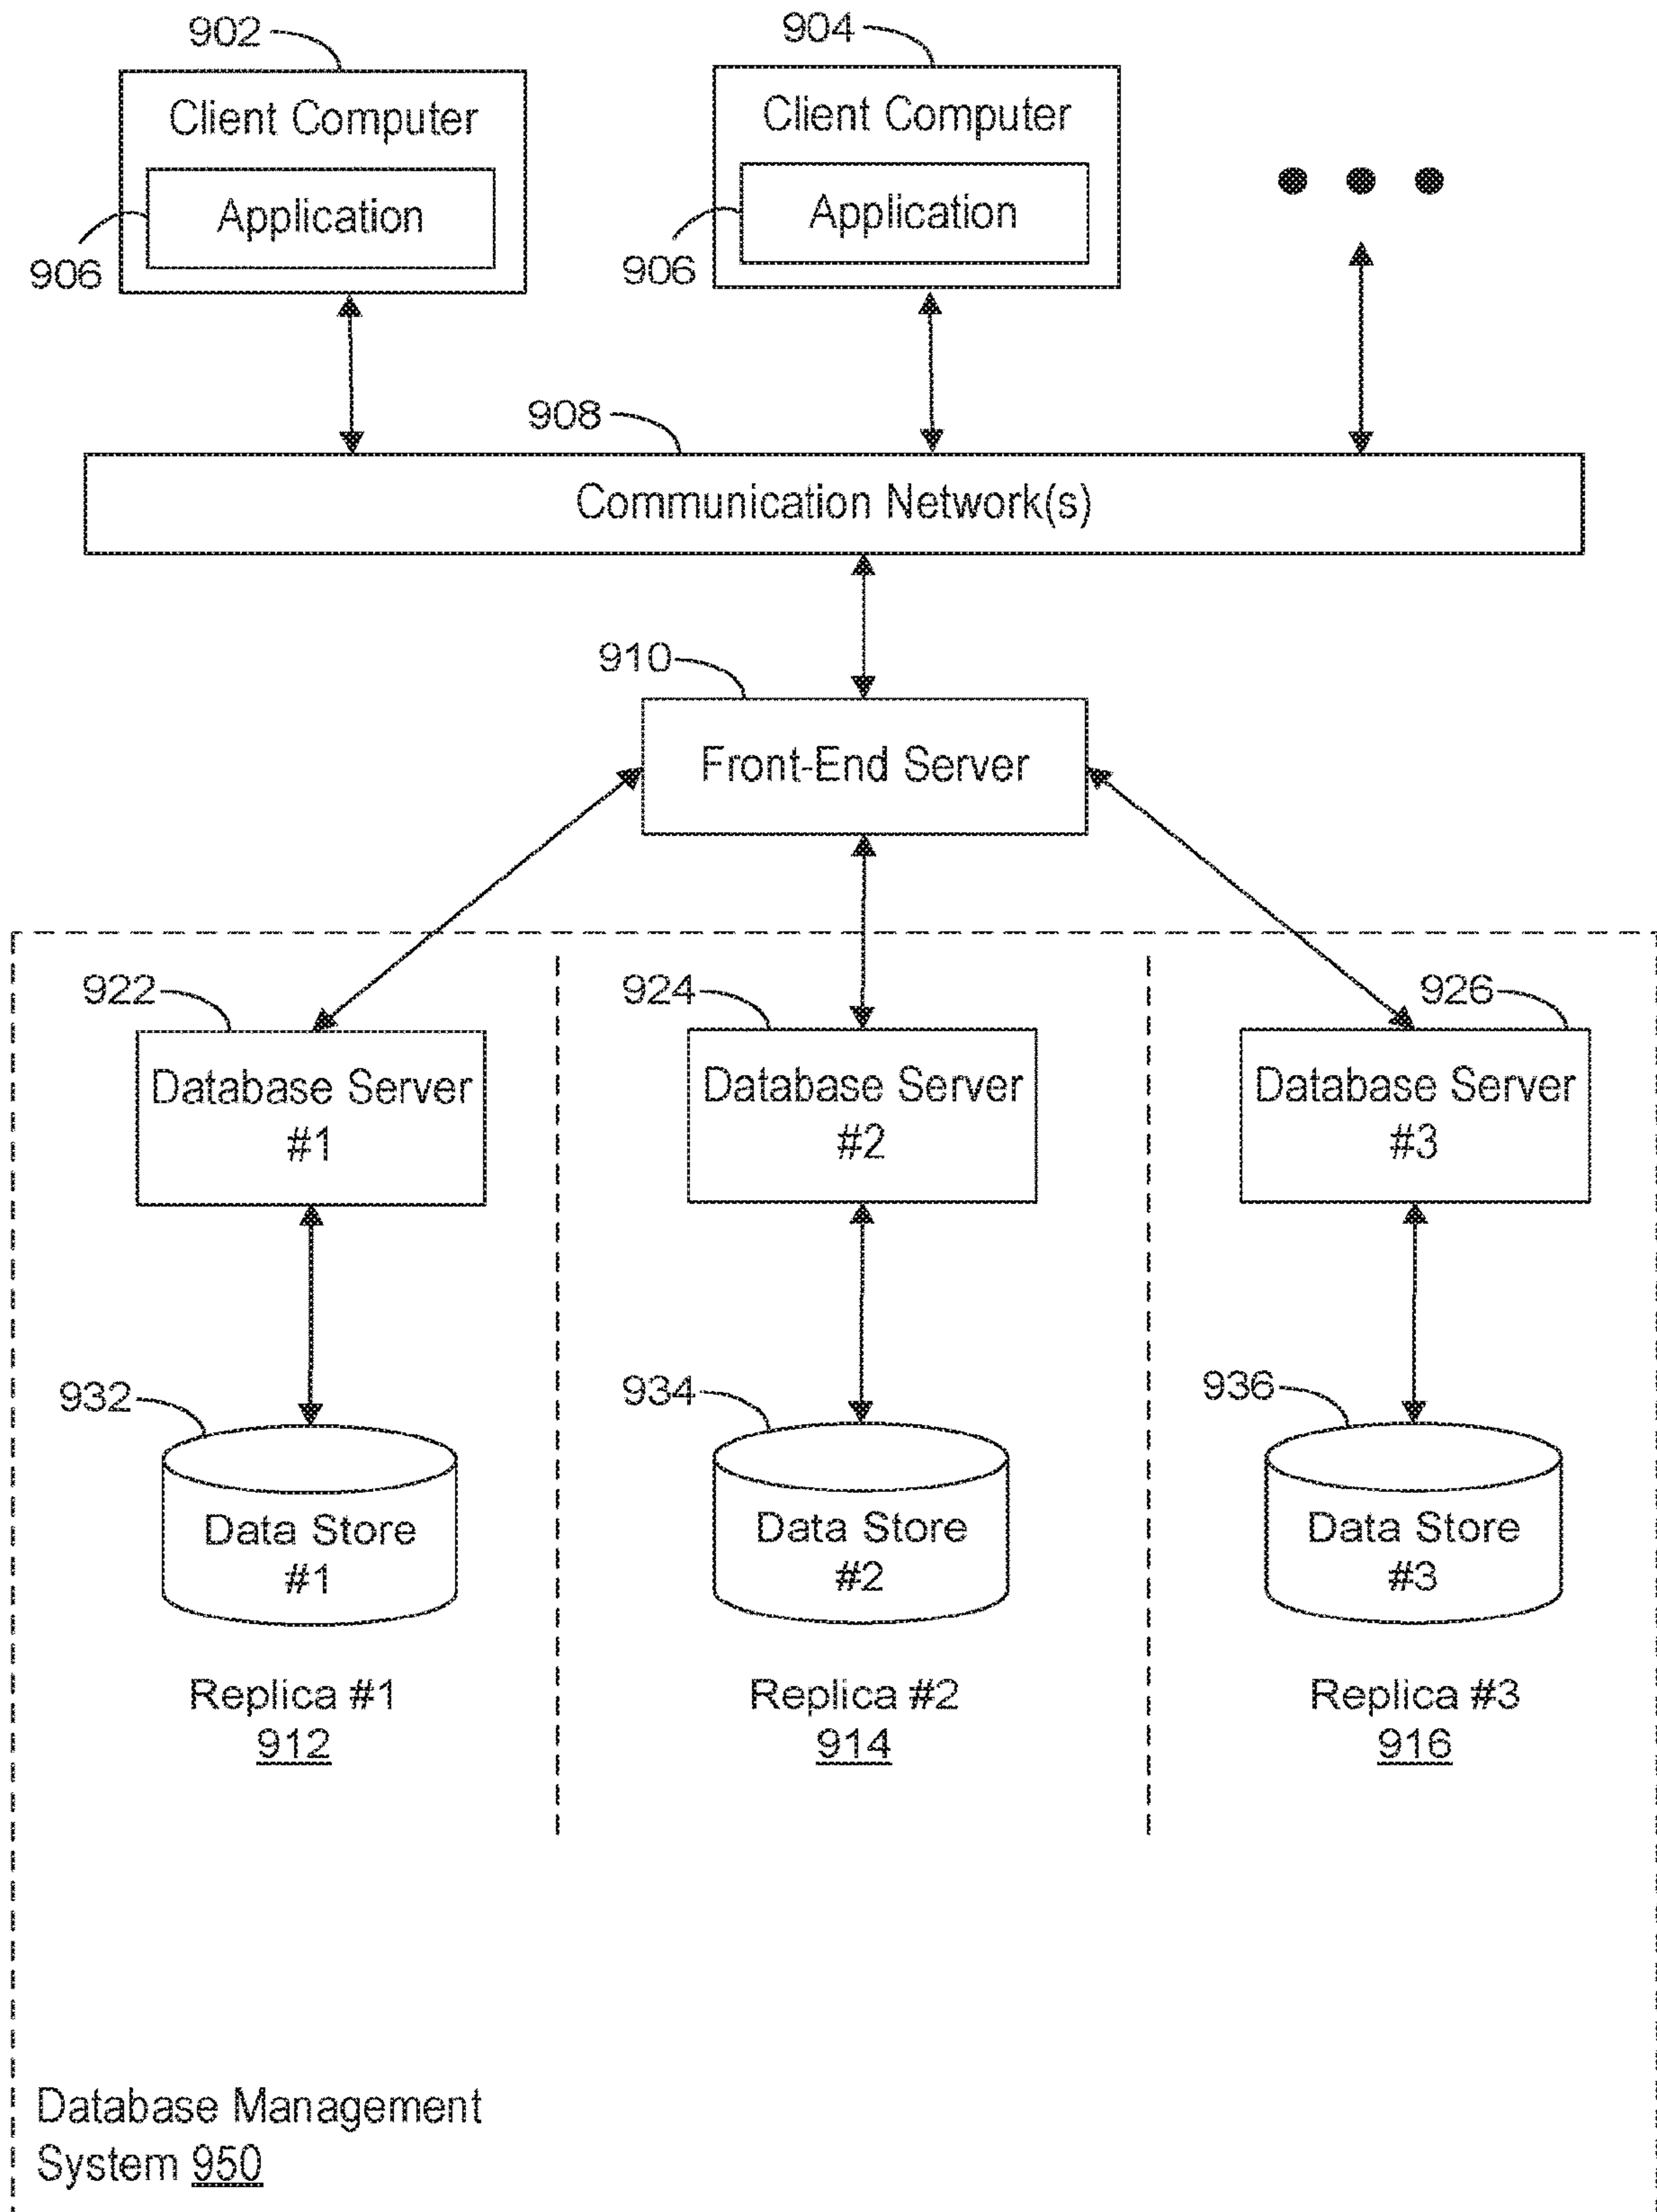 902
904
Client Computer
Client Computer
Application
Application
906
906
908
Communication Network(s)
910
Front-End Server
922
924
926
Database Server
#1
Database Server
#2
Database Server
#3
932
934
936
Data Store
#1
Data Store
#2
Data Store
#3
Replica #1
912
Replica #2
914
Replica #3
916
Database Management
System 950